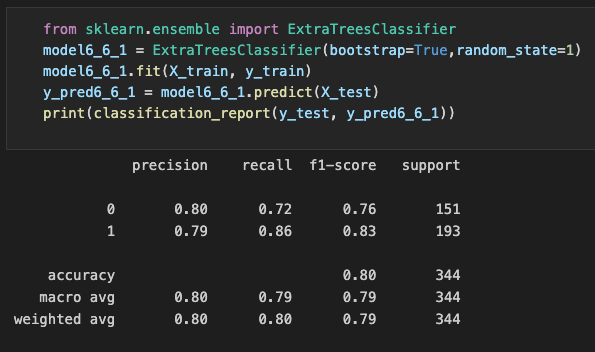 from sklearn.ensemble import ExtraTreesClassifier
model6_6_1 = ExtraTreesClassifier(bootstrap=True,random_state=1)
model6_6_1.fit(X_train, y_train)
y_pred6_6_1 = model6_6_1.predict(X_test)
print(classification_report(y_test, y_pred6_6_1))
precision recall f1-score support
0 0.80 0.72 0.76 151
1 0.79 0.86 0.83 193
accuracy 0.80 344
macro avg 0.80 0.79 0.79 344
weighted avg 0.80 0.80 0.79 344